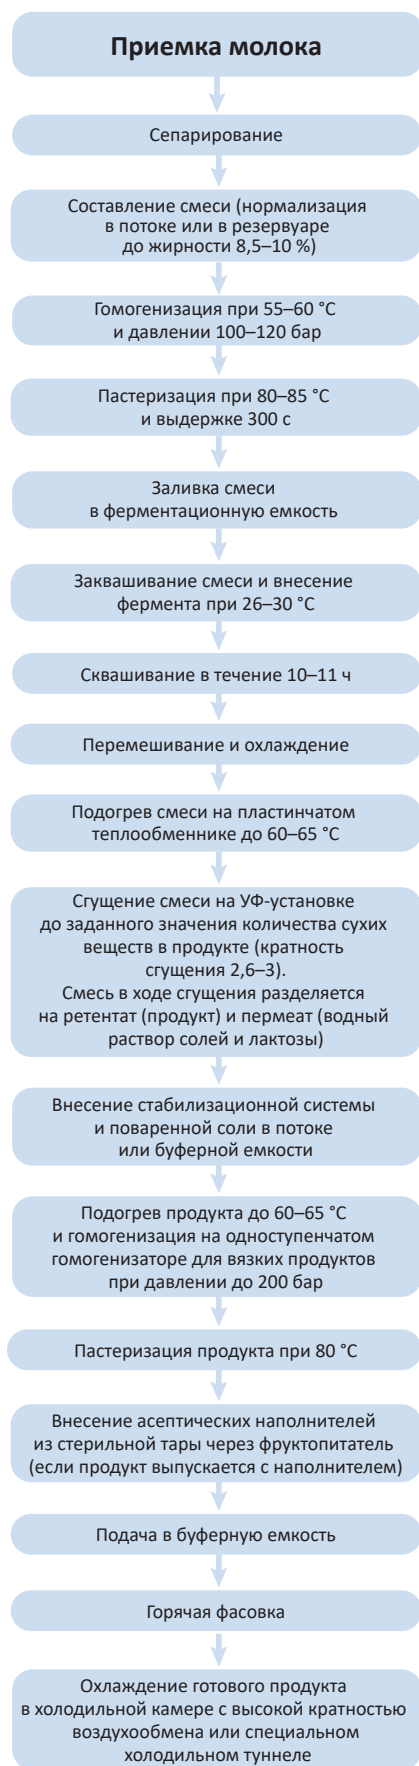 Приемка молока
Сепарирование
Составление смеси (нормализация
в потоке или в резервуаре
до жирности 8,5–10 %)
Гомогенизация при 55–60 °С
и давлении 100–120 бар
Пастеризация при 80–85 °С
и выдержке 300 с
Заливка смеси
в ферментационную емкость
Заквашивание смеси и внесение
фермента при 26–30 °С
Сквашивание в течение 10–11 ч
Перемешивание и охлаждение
Подогрев смеси на пластинчатом
теплообменнике до 60–65 °С
Сгущение смеси на УФ-установке
до заданного значения количества сухих
веществ в продукте (кратность
сгущения 2,6–3).
Смесь в ходе сгущения разделяется
на ретентат (продукт) и пермеат (водный
раствор солей и лактозы)
Внесение стабилизационной системы
и поваренной соли в потоке
или буферной емкости
Подогрев продукта до 60–65 °С
и гомогенизация на одноступенчатом
гомогенизаторе для вязких продуктов
при давлении до 200 бар
Пастеризация продукта при 80 °С
Внесение асептических наполнителей
из стерильной тары через фруктопитатель
(если продукт выпускается с наполнителем)
Подача в буферную емкость
Горячая фасовка
Охлаждение готового продукта
в холодильной камере с высокой кратностью
воздухообмена или специальном
холодильном туннеле